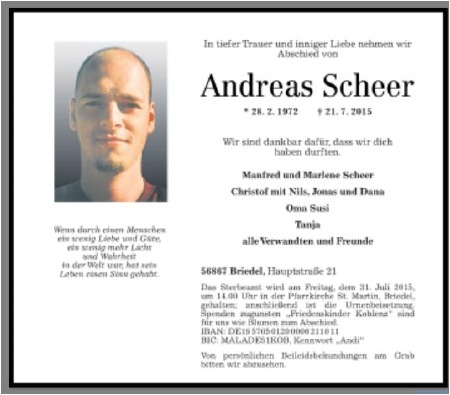 In tiefer Trauer und inniger Liebe nehmen wir
Abschied von
Andreas Scheer
* 28. 2. 1972 † 21. 7. 2015
Wir sind dankbar dafür, dass wir dich
haben durften.
Manfred und Marlene Scheer
Christof mit Nils, Jonas und Dana
Oma Susi
Tanja
alle Verwandten und Freunde
Wenn durch einen Menschen
ein wenig Liebe und Güte,
ein wenig mehr Licht
und Wahrheit
in der Welt war, hat sein
Leben einen Sinn gehabt.
56867 Briedel, Hauptstraße 21
Das Sterbeamt wird am Freitag, dem 31. Juli 2015,
um 14.00 Uhr in der Pfarrkirche St. Martin, Briedel,
gehalten; anschließend ist die Urnenbeisetzung.
Spenden zugunsten „Friedenskinder Koblenz“ sind
für uns wie Blumen zum Abschied.
IBAN: DE19570501200000211011
BIC: MALADE51KOB, Kennwort „Andi“
Von persönlichen Beileidsbekundungen am Grab
bitten wir abzusehen.